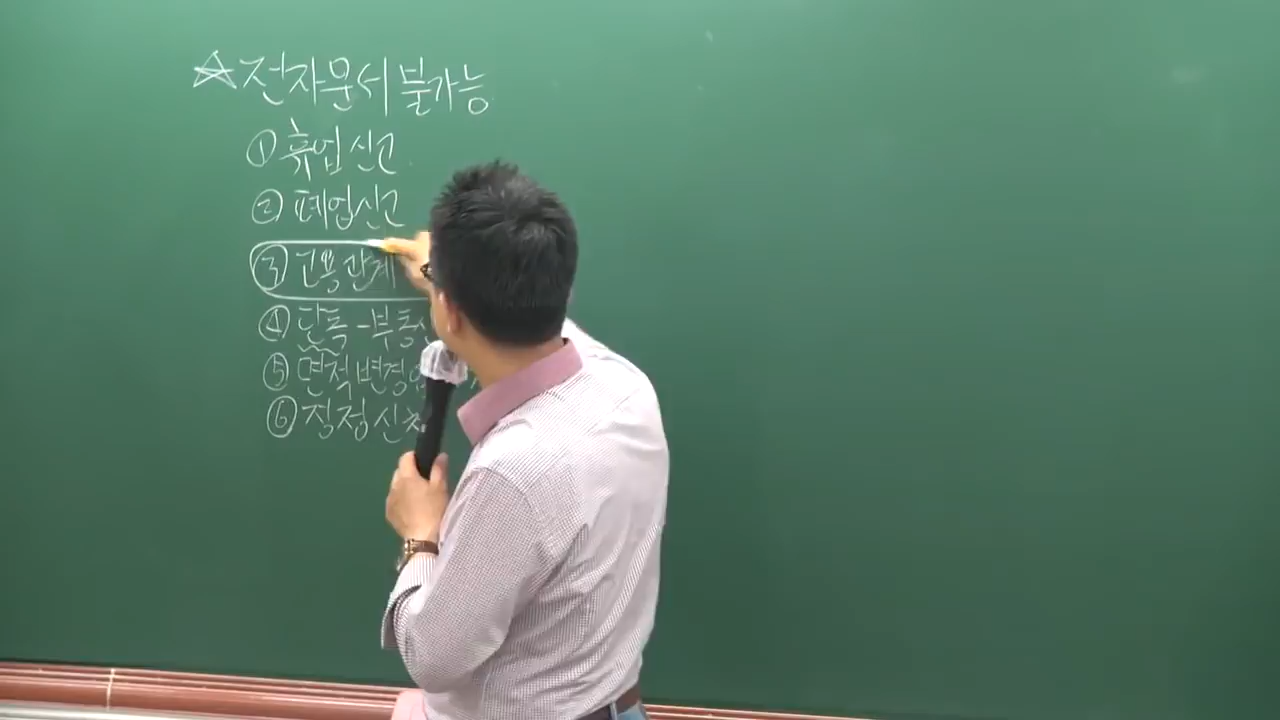 ☆전자문서 불가능
① 휴업신고
② 폐업신고
③ 고용관계
④ 단독-부동
⑤ 면적변경
⑥ 직정신